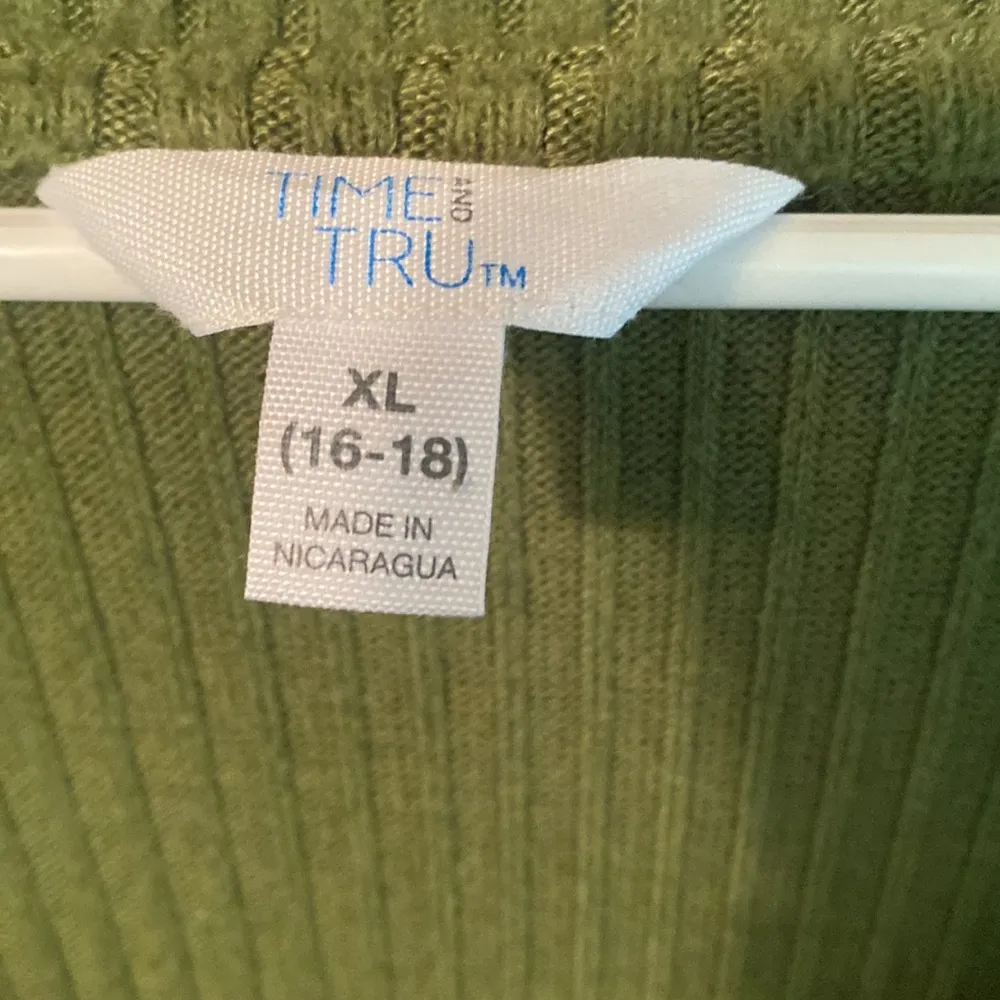 TIME AND
TRU™
XL
(16-18)
MADE IN
NICARAGUA